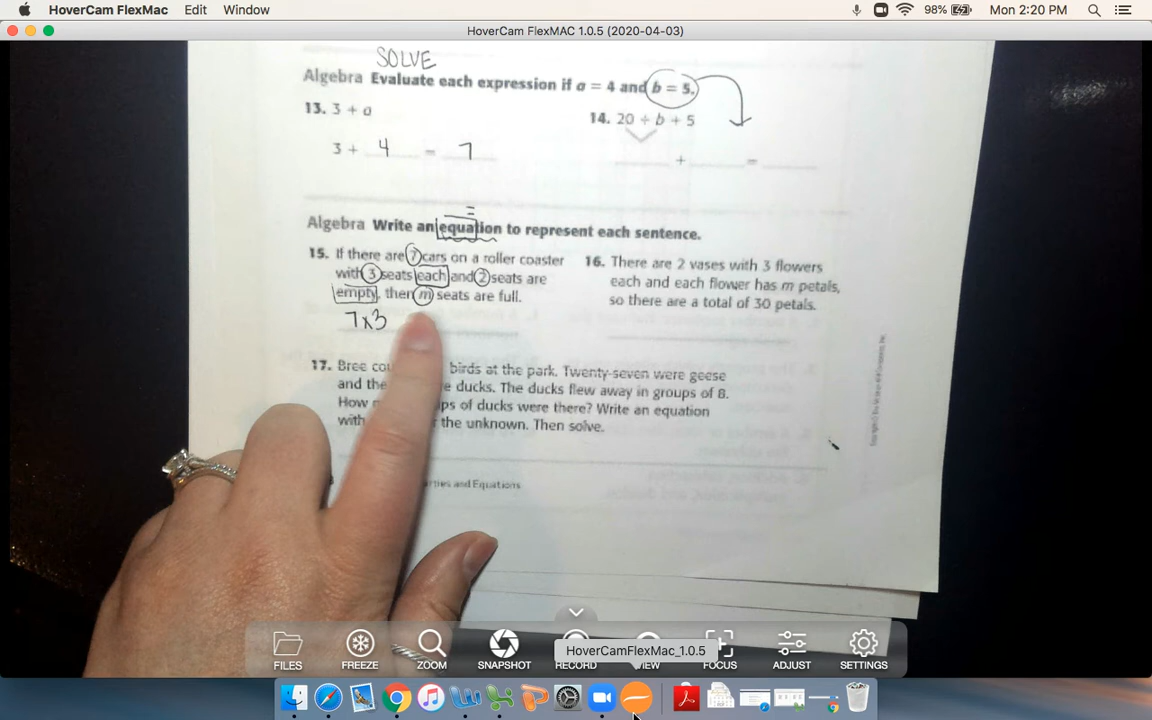 HoverCam FlexMac Edit Window 98% Mon 2:20 PM
HoverCam FlexMAC 1.0.5 (2020-04-03)
SOLVE
Algebra Evaluate each expression if a = 4 and b = 5.
13. 3 + a
14. 20 ÷ b + 5
3 + 4 = 7
+ =
=
Algebra Write an equation to represent each sentence.
15. If there are 7 cars on a roller coaster
with 3 seats each and 2 seats are
empty, then m seats are full.
7x3
16. There are 2 vases with 3 flowers
each and each flower has m petals,
so there are a total of 30 petals.
17. Bree birds at the park. Twenty-seven were geese
and ducks. The ducks flew away in groups of 8.
How of ducks were there? Write an equation
with the unknown. Then solve.
and Equations
FILES FREEZE ZOOM SNAPSHOT RECORD FOCUS ADJUST SETTINGS
HoverCamFlexMac_1.0.5